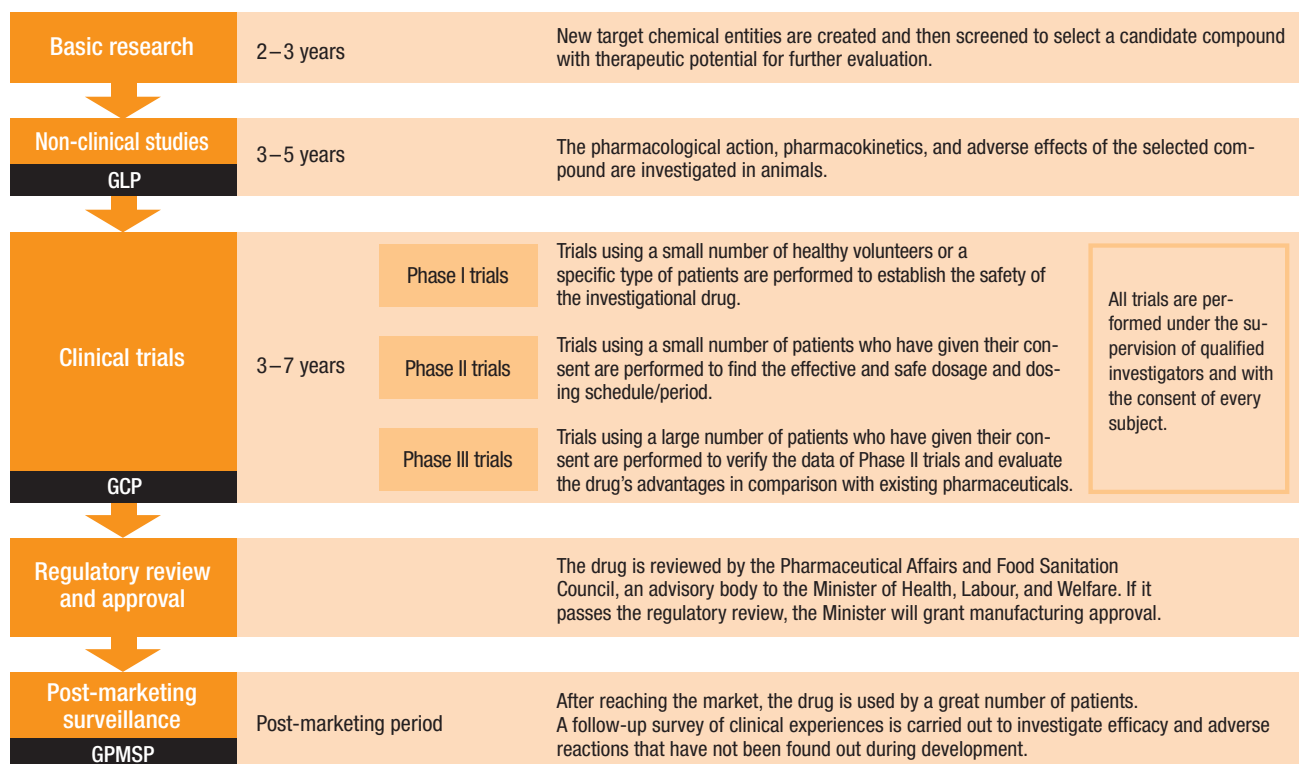 Basic research
2–3 years
New target chemical entities are created and then screened to select a candidate compound
with therapeutic potential for further evaluation.
Non-clinical studies
GLP
3–5 years
The pharmacological action, pharmacokinetics, and adverse effects of the selected com-
pound are investigated in animals.
Clinical trials
GCP
3–7 years
Phase I trials
Trials using a small number of healthy volunteers or a
specific type of patients are performed to establish the safety of
the investigational drug.
Phase II trials
Trials using a small number of patients who have given their con-
sent are performed to find the effective and safe dosage and dos-
ing schedule/period.
Phase III trials
Trials using a large number of patients who have given their con-
sent are performed to verify the data of Phase II trials and evaluate
the drug’s advantages in comparison with existing pharmaceuticals.
All trials are per-
formed under the su-
pervision of qualified
investigators and with
the consent of every
subject.
Regulatory review
and approval
The drug is reviewed by the Pharmaceutical Affairs and Food Sanitation
Council, an advisory body to the Minister of Health, Labour, and Welfare. If it
passes the regulatory review, the Minister will grant manufacturing approval.
Post-marketing
surveillance
GPMSP
Post-marketing period
After reaching the market, the drug is used by a great number of patients.
A follow-up survey of clinical experiences is carried out to investigate efficacy and adverse
reactions that have not been found out during development.